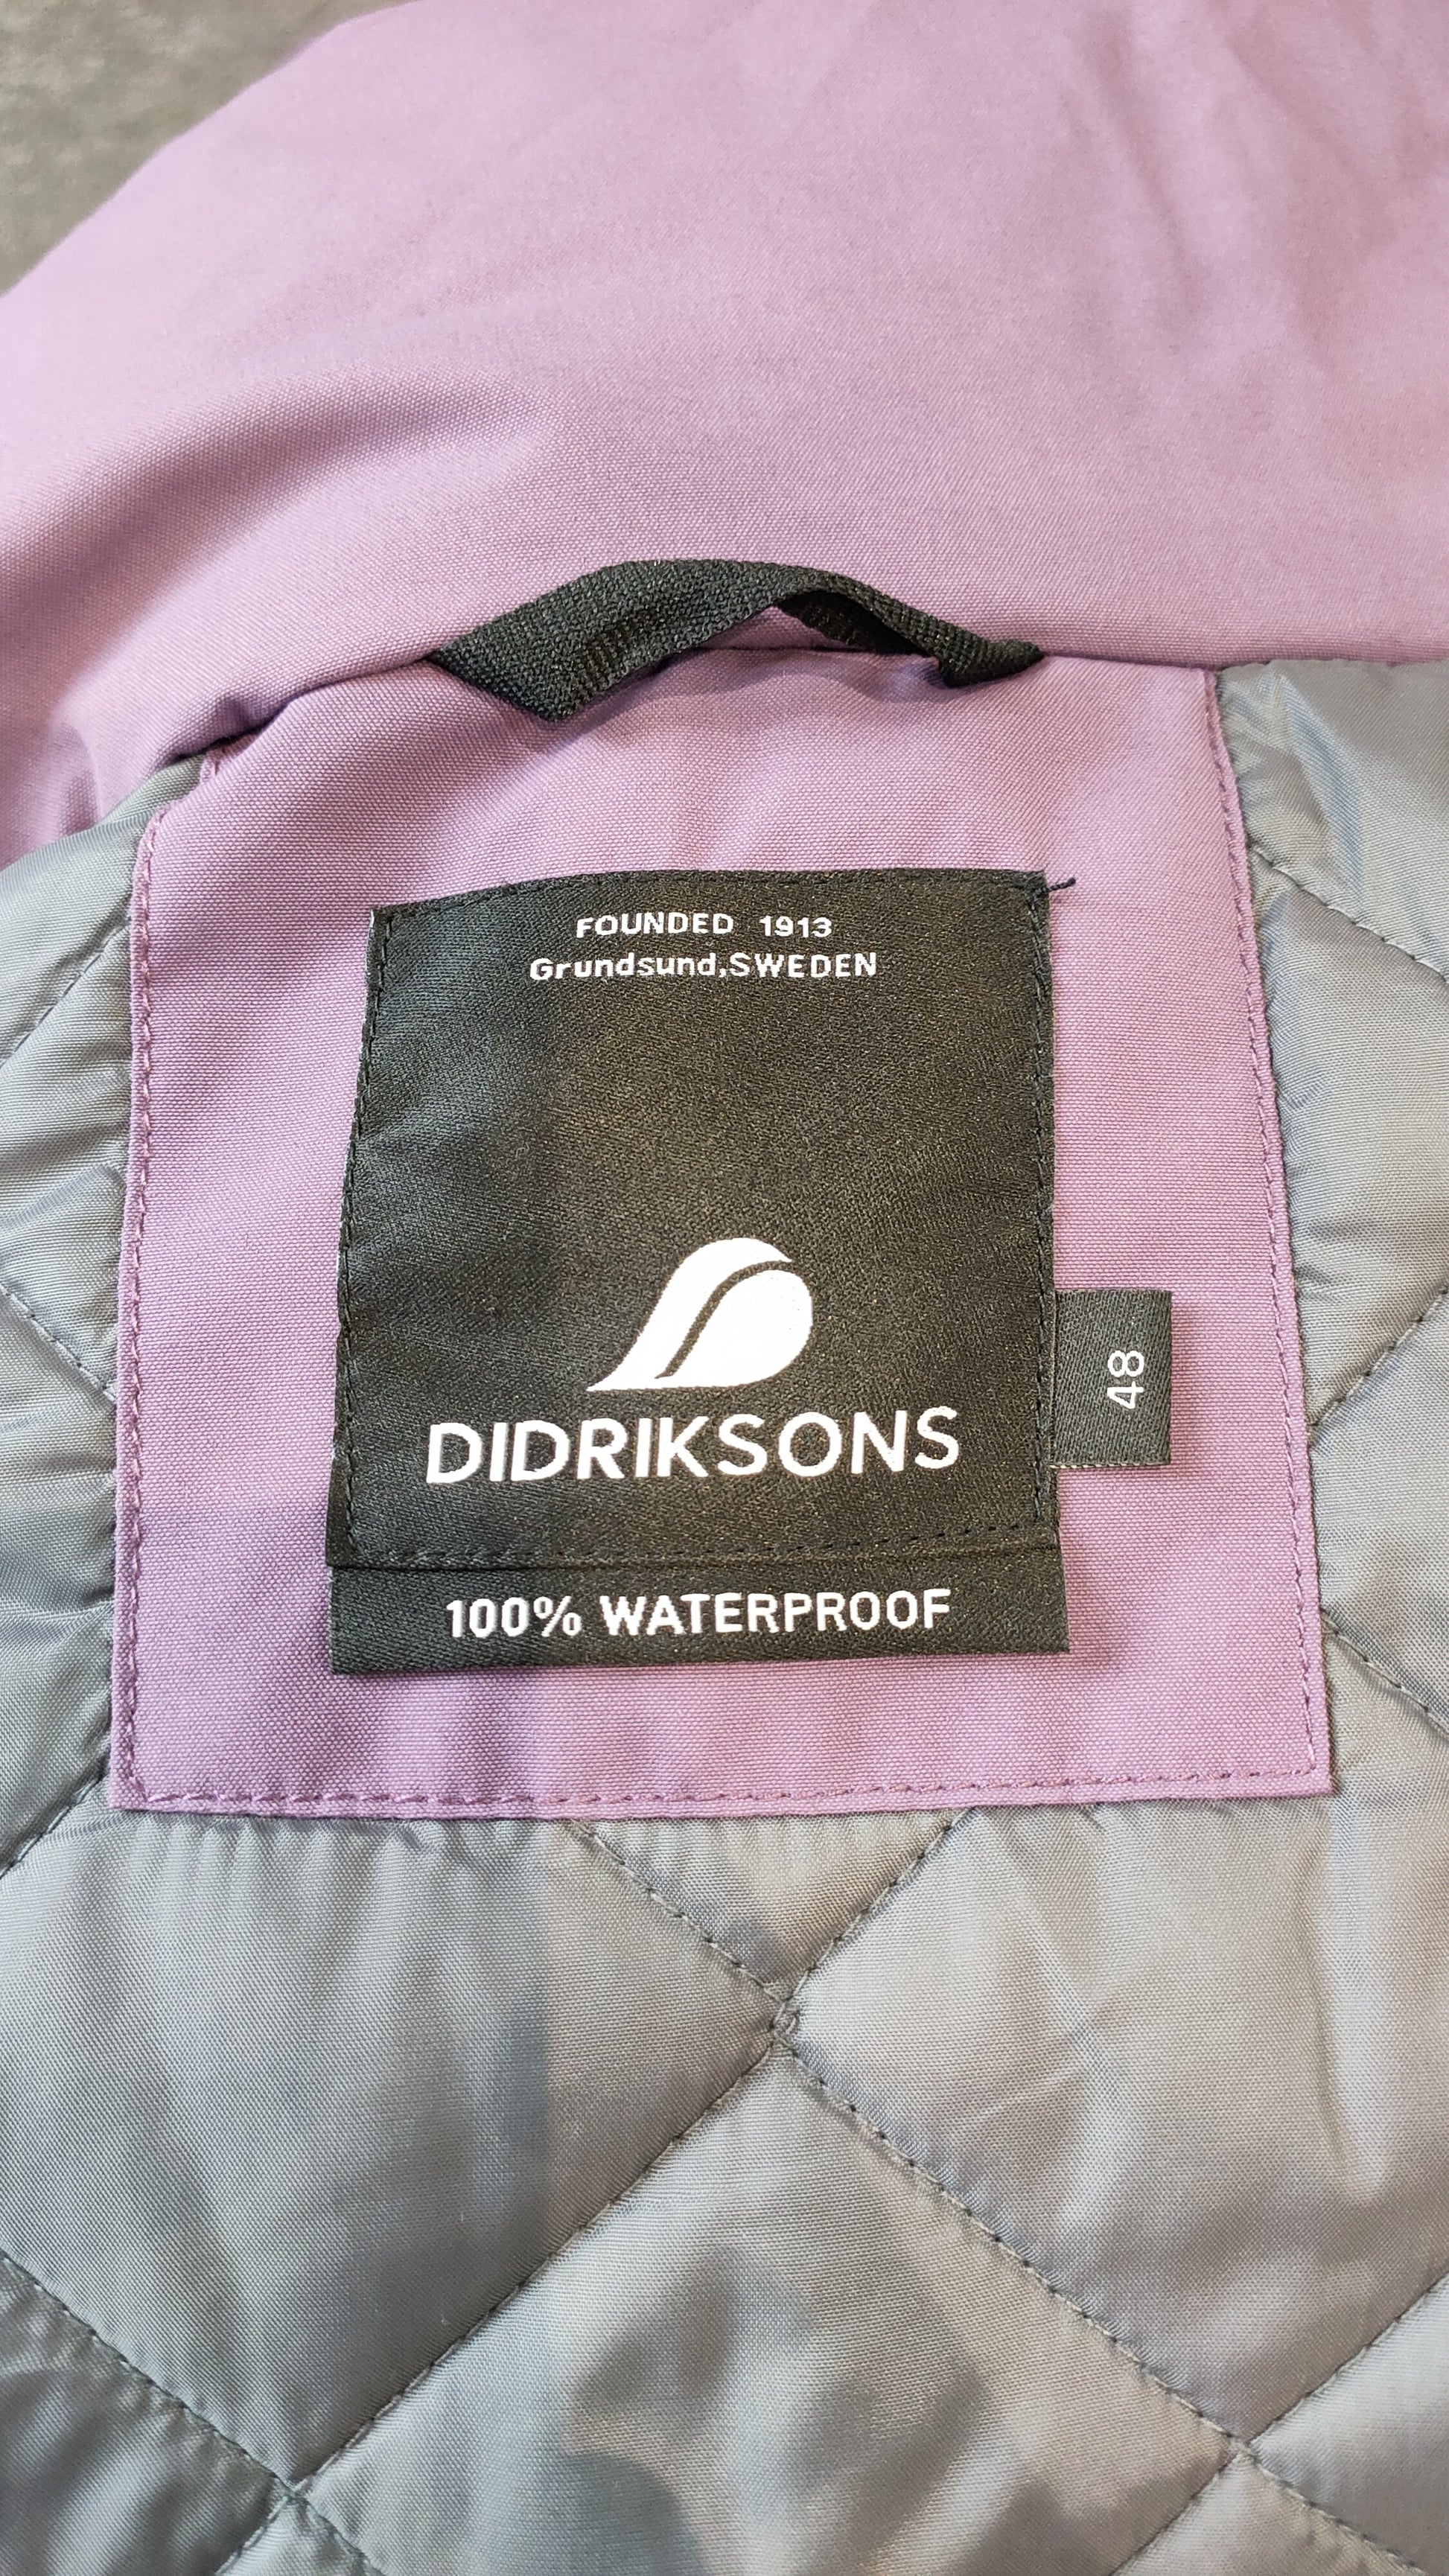 FOUNDED 1913
Grundsund,SWEDEN
DIDRIKSONS
48
100% WATERPROOF